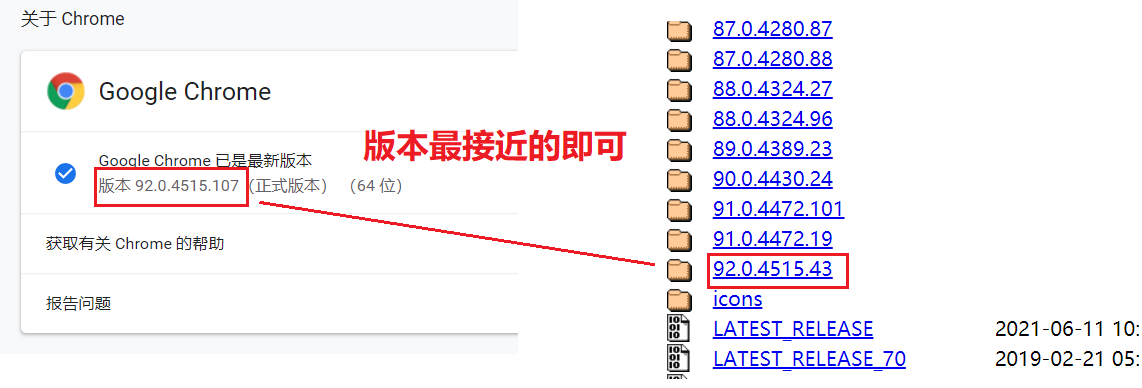 关于 Chrome
Google Chrome
Google Chrome 已是最新版本
版本 92.0.4515.107 (正式版本) (64 位)
获取有关 Chrome 的帮助
报告问题
版本最接近的即可
87.0.4280.87
87.0.4280.88
88.0.4324.27
88.0.4324.96
89.0.4389.23
90.0.4430.24
91.0.4472.101
91.0.4472.19
92.0.4515.43
icons
LATEST_RELEASE 2021-06-11 10:
LATEST_RELEASE_70 2019-02-21 05: